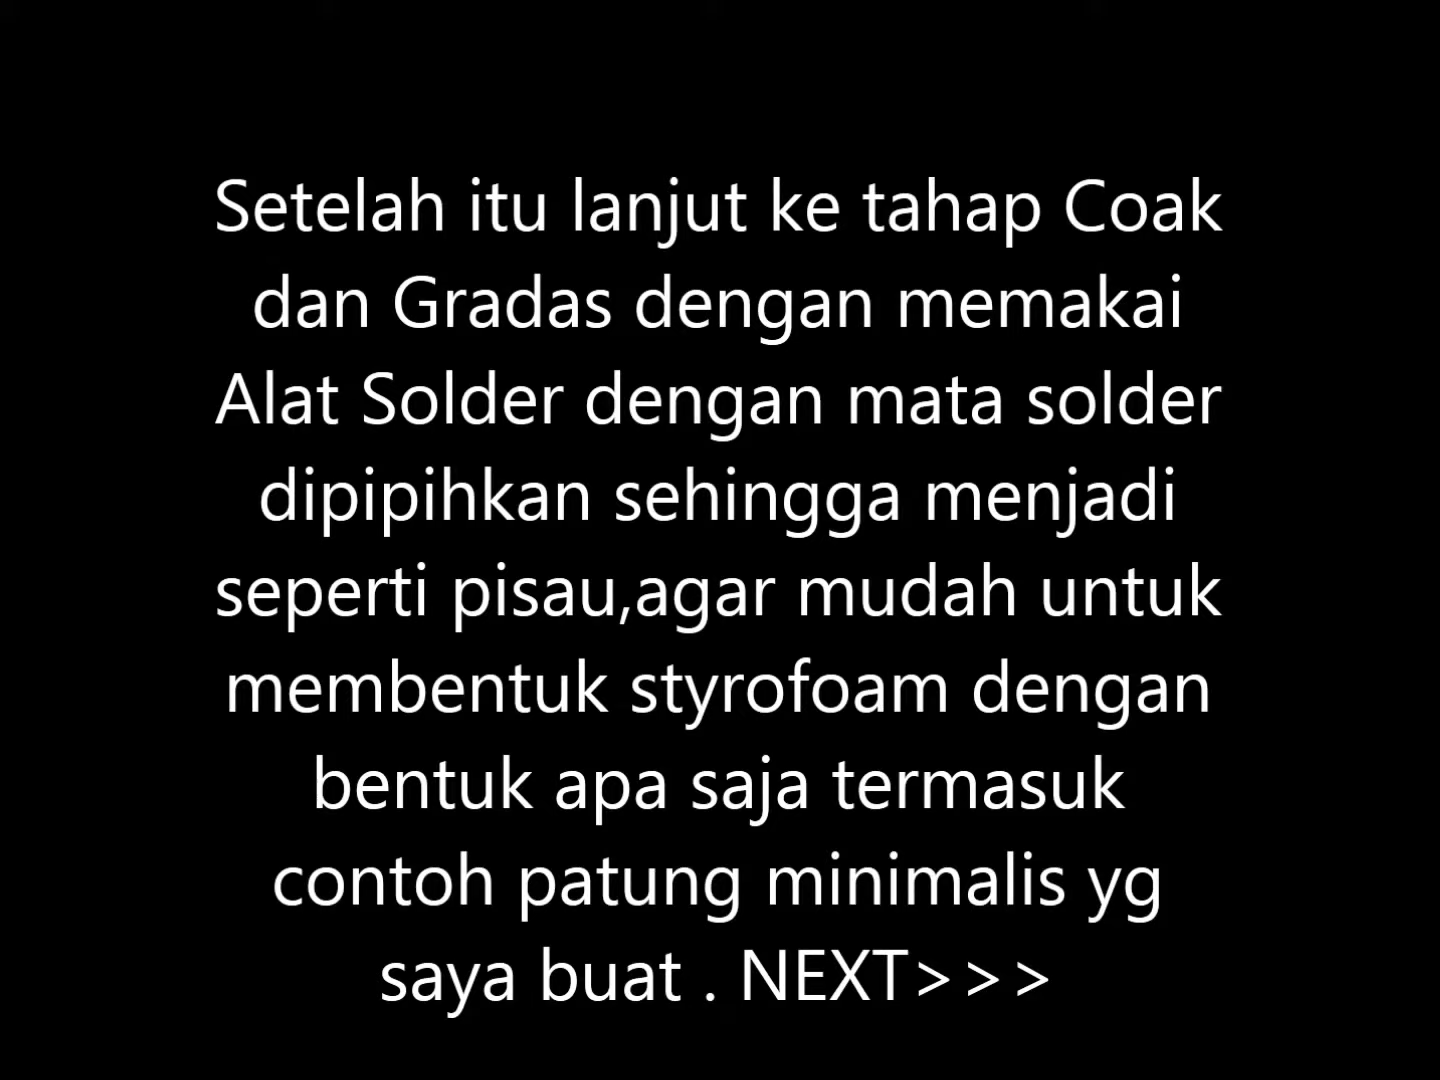 Setelah itu lanjut ke tahap Coak
dan Gradas dengan memakai
Alat Solder dengan mata solder
dipipihkan sehingga menjadi
seperti pisau,agar mudah untuk
membentuk styrofoam dengan
bentuk apa saja termasuk
contoh patung minimalis yg
saya buat . NEXT>>>